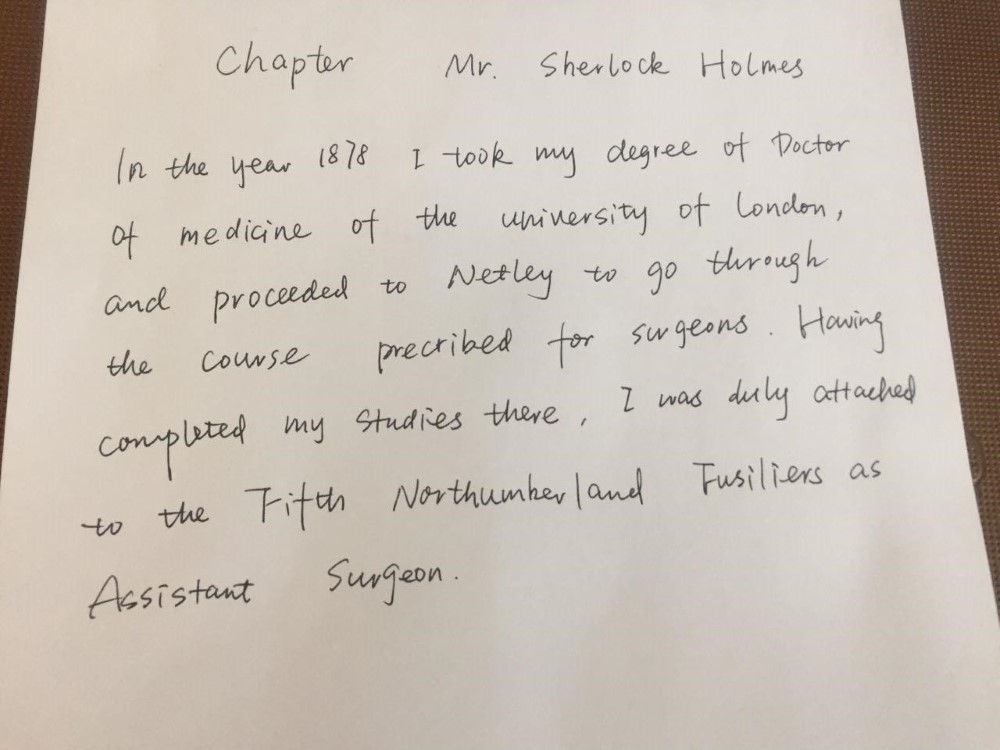 Chapter Mr. Sherlock Holmes
In the year 1878 I took my degree of Doctor
of medicine of the university of London,
and proceeded to Netley to go through
the course precribed for surgeons. Having
completed my studies there, I was duly attached
to the Fifth Northumberland Fusiliers as
Assistant Surgeon.